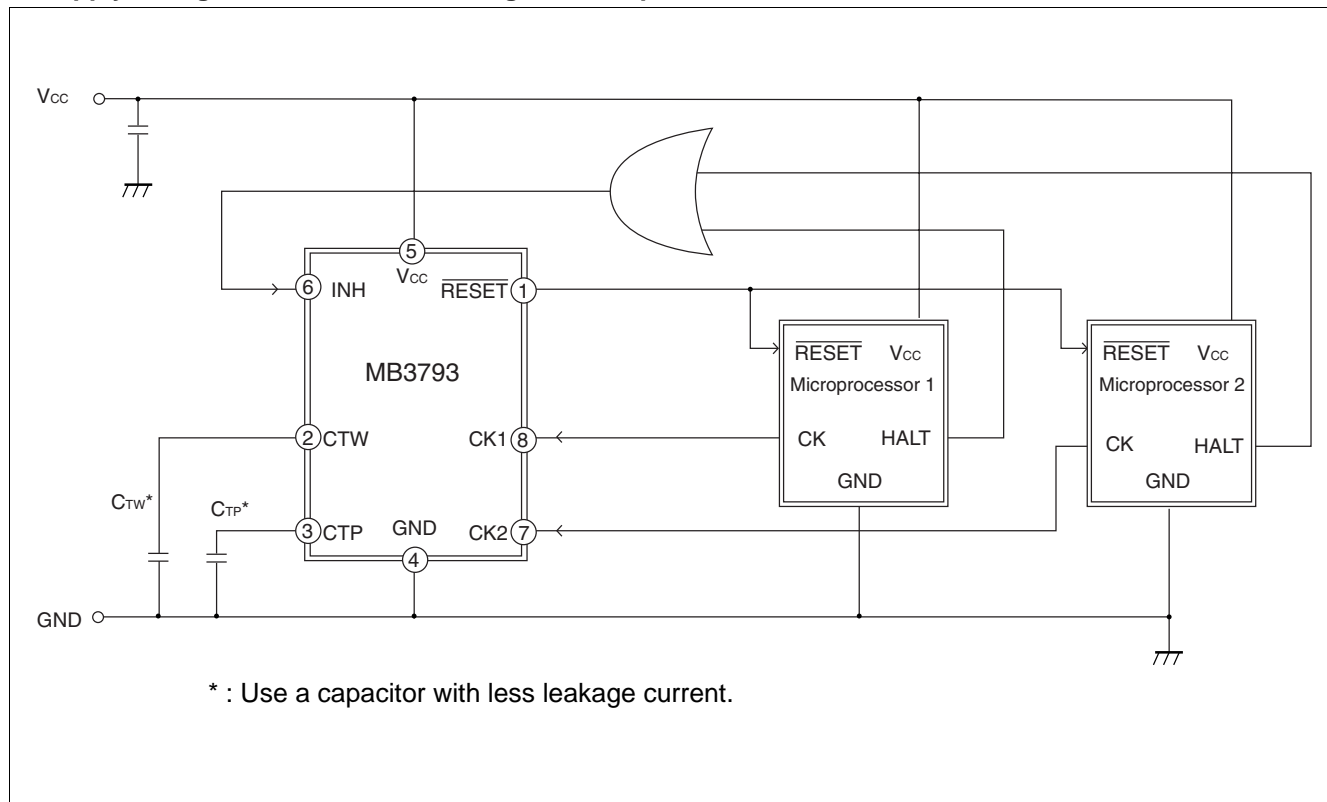 VCC
5
VCC
6 INH
RESET 1
MB3793
RESET VCC
Microprocessor 1
RESET VCC
Microprocessor 2
2 CTW
CK1 8
CK HALT
CK HALT
GND
GND
CTW*
CTP*
3 CTP
GND
CK2 7
4
GND
* : Use a capacitor with less leakage current.